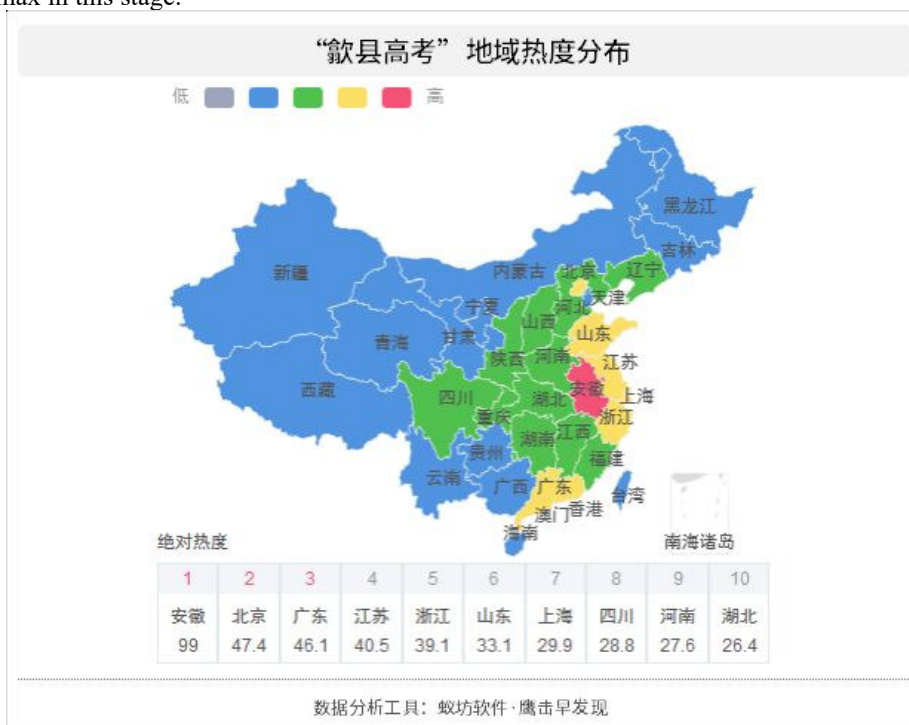 max in this stage.
“歙县高考”地域热度分布
低 高
黑龙江
吉林
新疆
内蒙古
北京
辽宁
天津
宁夏
河北
山西
山东
青海
甘肃
陕西
河南
江苏
西藏
安徽
四川
湖北
上海
重庆
浙江
湖南
江西
贵州
福建
云南
广西
广东
台湾
香港
澳门
海南
绝对热度
南海诸岛
1 2 3 4 5 6 7 8 9 10
安徽 北京 广东 江苏 浙江 山东 上海 四川 河南 湖北
99 47.4 46.1 40.5 39.1 33.1 29.9 28.8 27.6 26.4
数据分析工具：蚁坊软件·鹰击早发现